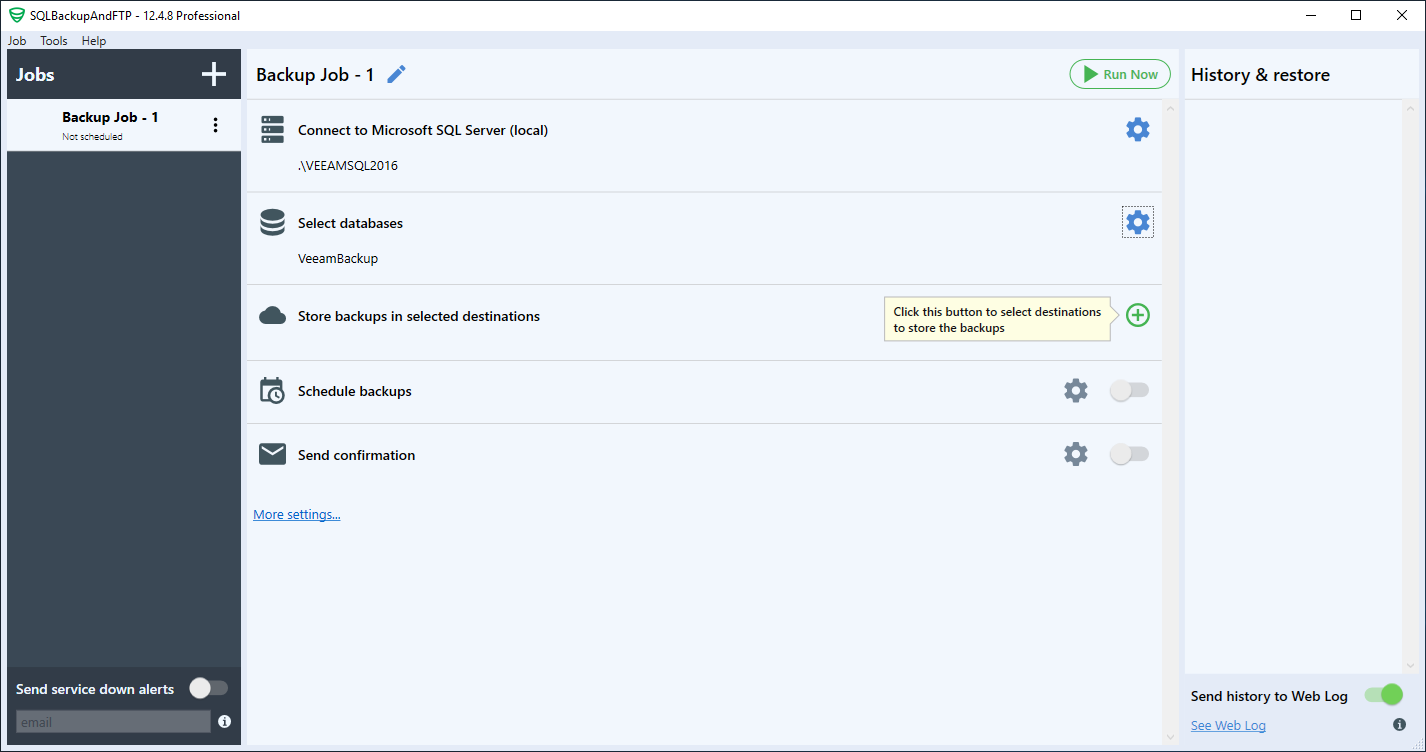 SQLBackupAndFTP - 12.4.8 Professional
Job Tools Help
Jobs
Backup Job - 1
Not scheduled
Send service down alerts
email
Backup Job - 1
Run Now
Connect to Microsoft SQL Server (local)
.\VEEAMSQL2016
Select databases
VeeamBackup
Store backups in selected destinations
Click this button to select destinations
to store the backups
Schedule backups
Send confirmation
More settings...
History & restore
Send history to Web Log
See Web Log